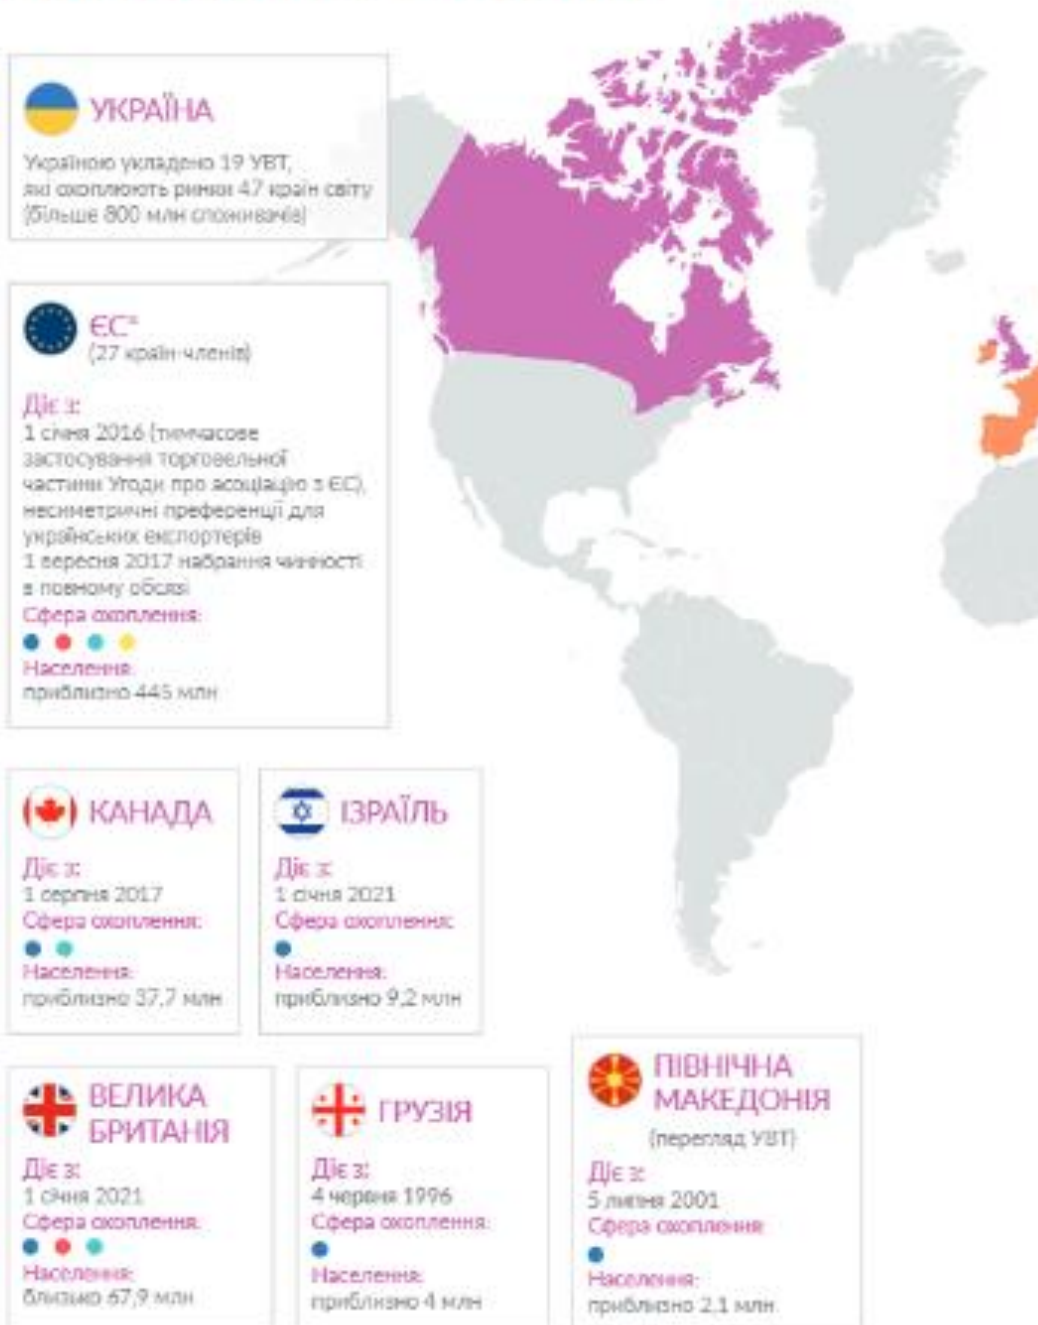 УКРАЇНА
Україною укладено 19 УВТ,
які охоплюють ринки 47 країн світу
(більше 800 млн споживачів)
ЄС*
(27 країн-членів)
Діє з:
1 січня 2016 (тимчасове
застосування торговельної
частини Угоди про асоціацію з ЄС),
несиметричні преференції для
українських експортерів
1 вересня 2017 набрання чинності
в повному обсязі
Сфера охоплення:
Населення:
приблизно 445 млн
КАНАДА
Діє з:
1 серпня 2017
Сфера охоплення:
Населення:
приблизно 37,7 млн
ІЗРАЇЛЬ
Діє з:
1 січня 2021
Сфера охоплення:
Населення:
приблизно 9,2 млн
ВЕЛИКА
БРИТАНІЯ
Діє з:
1 січня 2021
Сфера охоплення:
Населення:
близько 67,9 млн
ГРУЗІЯ
Діє з:
4 червня 1996
Сфера охоплення:
Населення:
приблизно 4 млн
ПІВНІЧНА
МАКЕДОНІЯ
(перегляд УВТ)
Діє з:
5 липня 2001
Сфера охоплення:
Населення:
приблизно 2,1 млн